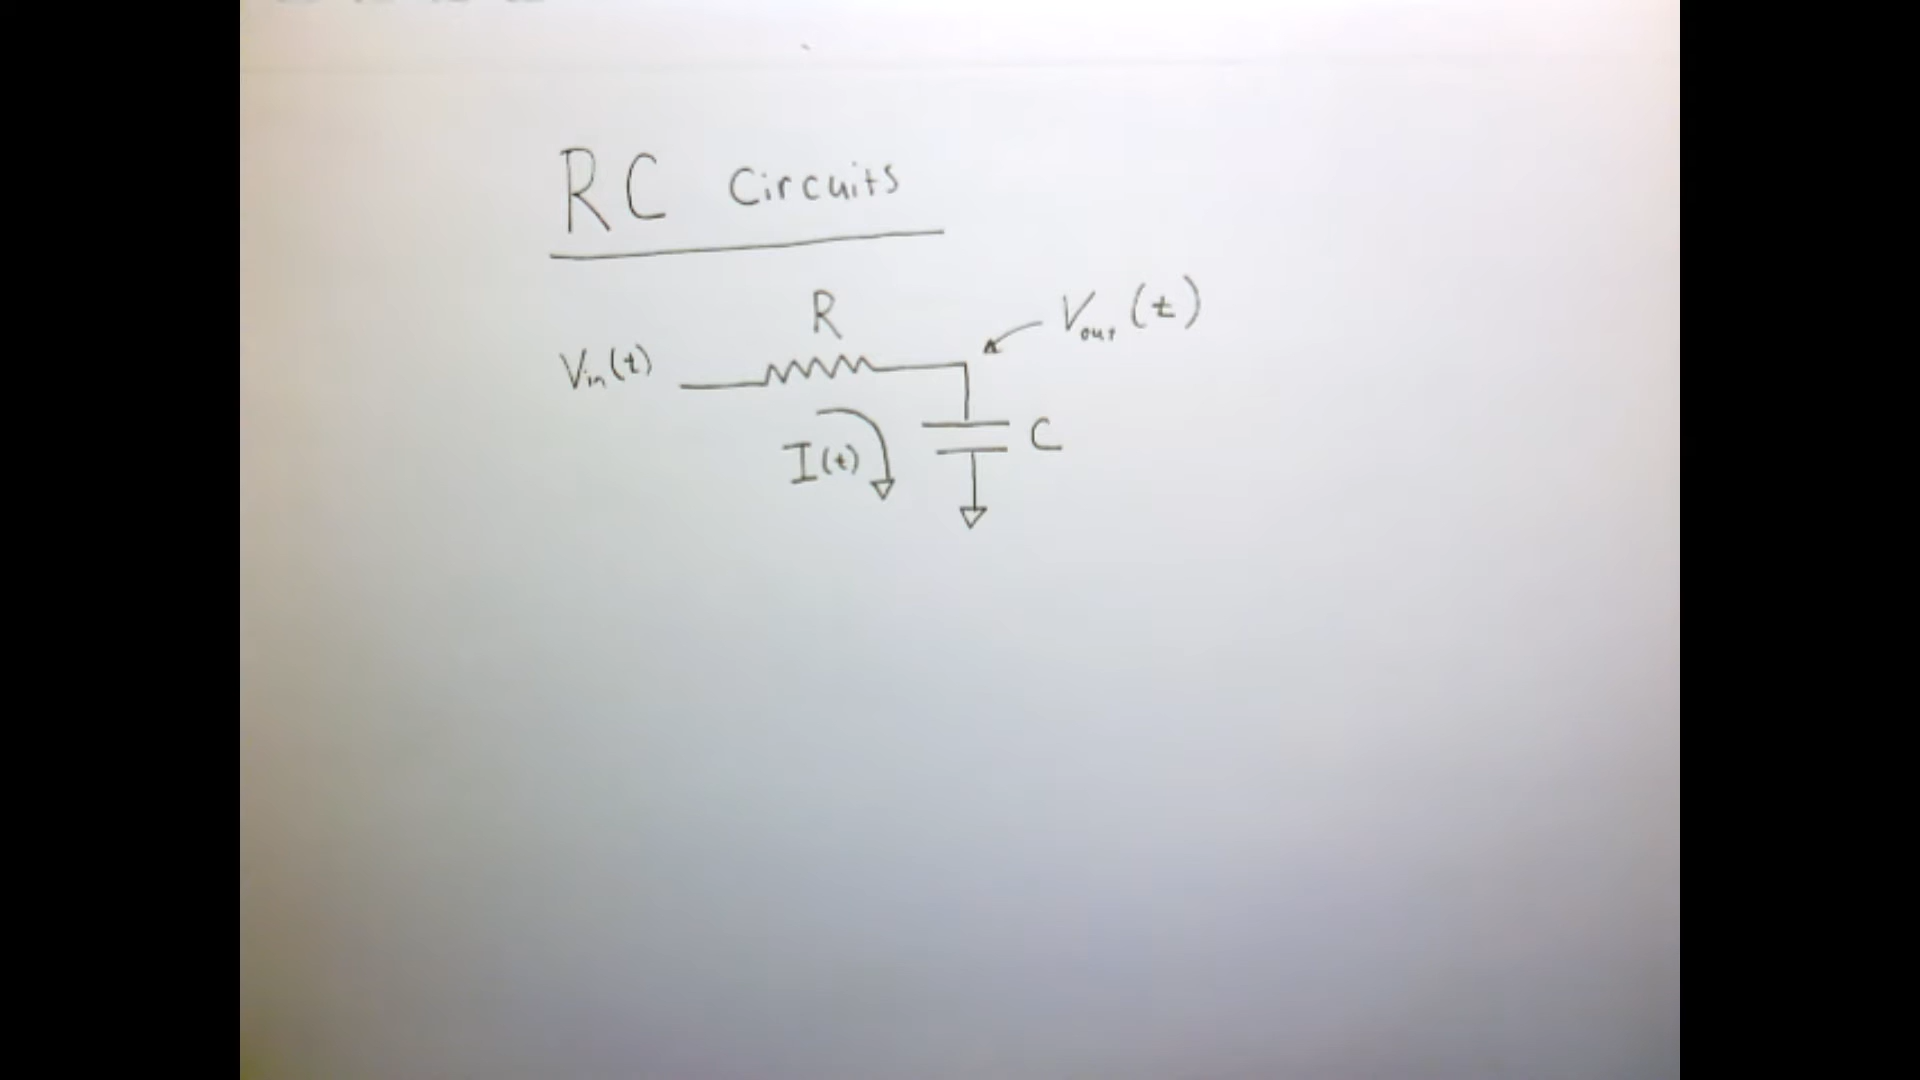 RC Circuits
R
Vout(t)
Vin(t)
I(t)
C